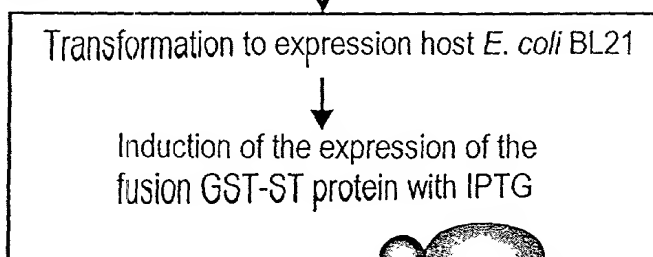 Transformation to expression host E. coli BL21
Induction of the expression of the
fusion GST-ST protein with IPTG